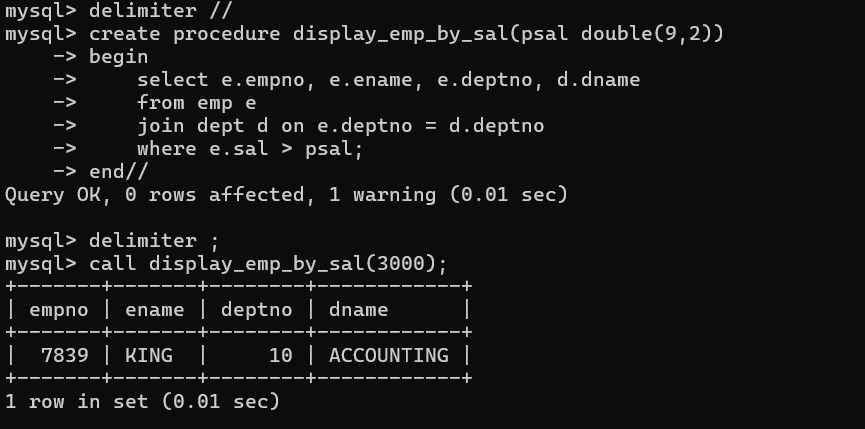 mysql> delimiter //
mysql> create procedure display_emp_by_sal(psal double(9,2))
    -> begin
    ->     select e.empno, e.ename, e.deptno, d.dname
    ->     from emp e
    ->     join dept d on e.deptno = d.deptno
    ->     where e.sal > psal;
    -> end//
Query OK, 0 rows affected, 1 warning (0.01 sec)

mysql> delimiter ;
mysql> call display_emp_by_sal(3000);
+-------+-------+--------+------------+
| empno | ename | deptno | dname      |
+-------+-------+--------+------------+
|  7839 | KING  |     10 | ACCOUNTING |
+-------+-------+--------+------------+
1 row in set (0.01 sec)